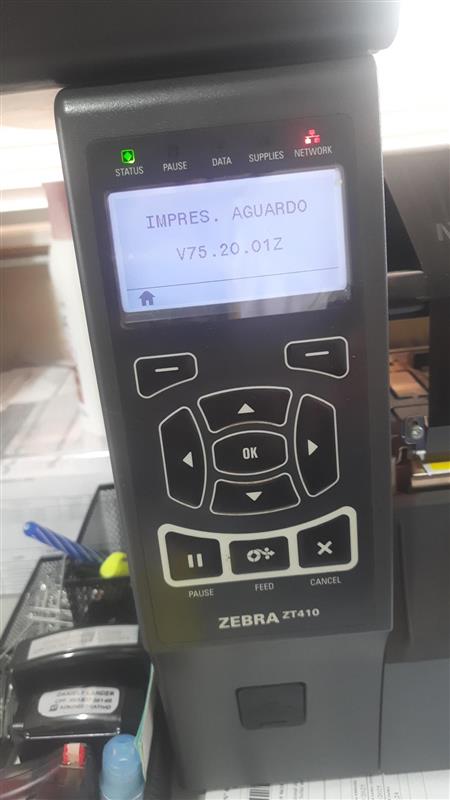 STATUS PAUSE DATA SUPPLIES NETWORK
IMPRES. AGUARDO
V75.20.01Z
OK
PAUSE FEED CANCEL
ZEBRA ZT410